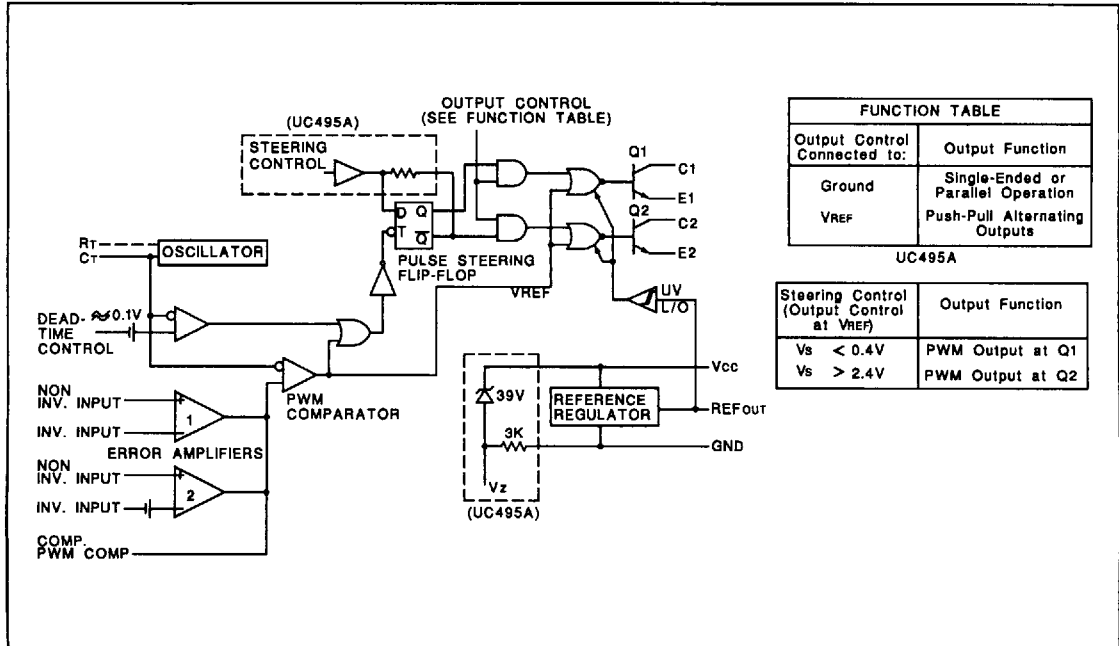 OUTPUT CONTROL
(SEE FUNCTION TABLE)
(UC495A)
STEERING
CONTROL
D Q
T Q
PULSE STEERING
FLIP-FLOP
Q1
C1
E1
Q2
C2
E2
RT
CT
OSCILLATOR
VREF
UV
L/O
DEAD-
TIME
CONTROL
≈0.1V
PWM
COMPARATOR
NON
INV. INPUT
+
1
INV. INPUT
−
ERROR AMPLIFIERS
NON
INV. INPUT
+
2
INV. INPUT
−
COMP.
PWM COMP
39V
3K
Vz
(UC495A)
REFERENCE
REGULATOR
Vcc
REFOUT
GND
FUNCTION TABLE
Output Control
Connected to:
Output Function
Ground
Single-Ended or
Parallel Operation
VREF
Push-Pull Alternating
Outputs
UC495A
Steering Control
(Output Control
at VREF)
Output Function
Vs < 0.4V
PWM Output at Q1
Vs > 2.4V
PWM Output at Q2